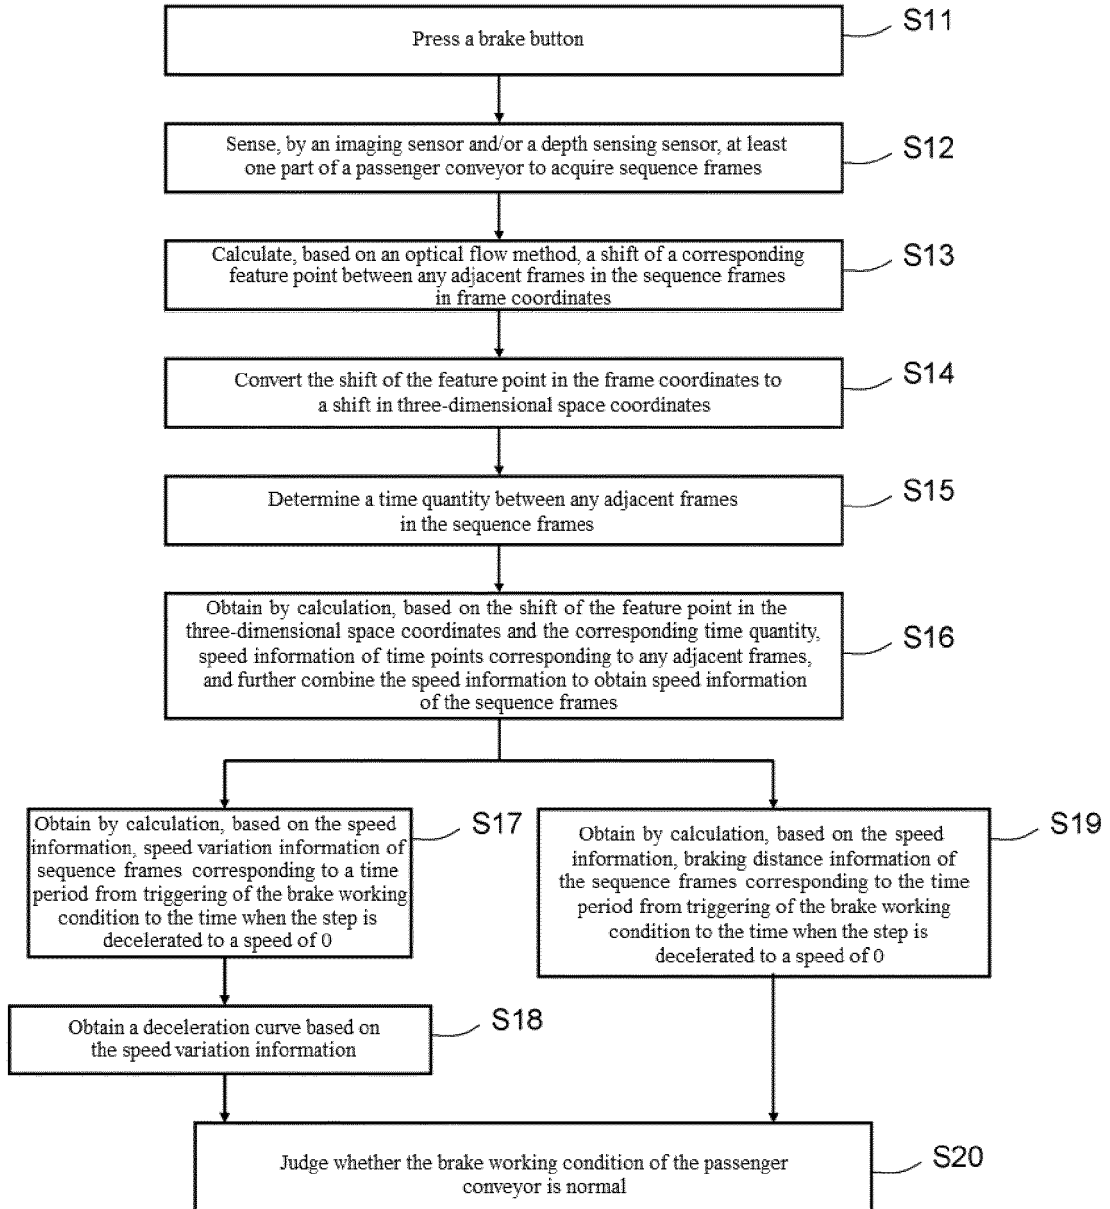 Press a brake button
S11
Sense, by an imaging sensor and/or a depth sensing sensor, at least
one part of a passenger conveyor to acquire sequence frames
S12
Calculate, based on an optical flow method, a shift of a corresponding
feature point between any adjacent frames in the sequence frames
in frame coordinates
S13
Convert the shift of the feature point in the frame coordinates to
a shift in three-dimensional space coordinates
S14
Determine a time quantity between any adjacent frames
in the sequence frames
S15
Obtain by calculation, based on the shift of the feature point in the
three-dimensional space coordinates and the corresponding time quantity,
speed information of time points corresponding to any adjacent frames,
and further combine the speed information to obtain speed information
of the sequence frames
S16
Obtain by calculation, based on the speed
information, speed variation information of
sequence frames corresponding to a time
period from triggering of the brake working
condition to the time when the step is
decelerated to a speed of 0
S17
Obtain by calculation, based on the speed
information, braking distance information of
the sequence frames corresponding to the time
period from triggering of the brake working
condition to the time when the step is
decelerated to a speed of 0
S19
Obtain a deceleration curve based on
the speed variation information
S18
Judge whether the brake working condition of the passenger
conveyor is normal
S20